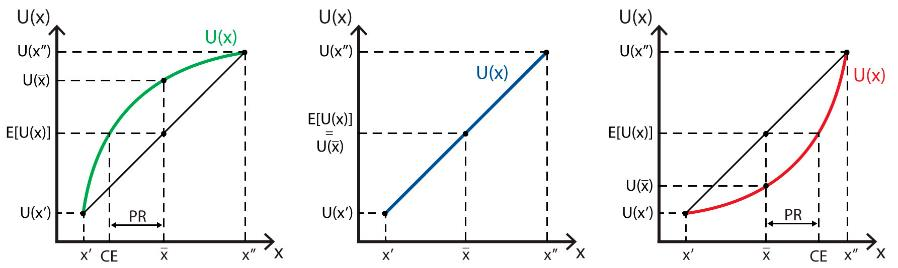 U(x)
U(x)
U(x″)
U(x̅)
E[U(x)]
U(x′)
PR
x′ CE x̅ x″ x
U(x)
U(x)
U(x″)
E[U(x)]
=
U(x̅)
U(x′)
x′ x̅ x″ x
U(x)
U(x″)
U(x)
E[U(x)]
U(x̅)
U(x′)
PR
x′ x̅ CE x″ x